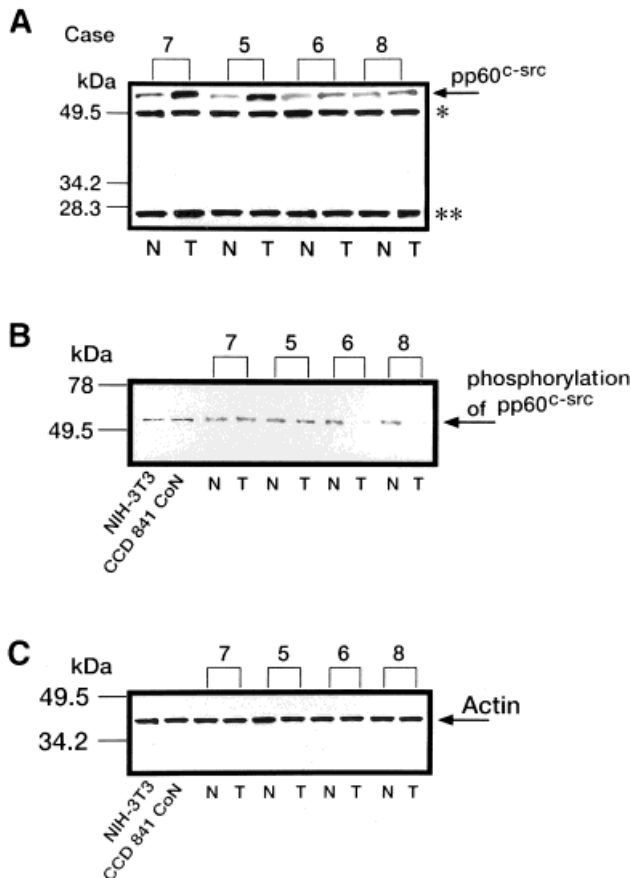 A
Case
7 5 6 8
kDa
pp60c-src
49.5
*
34.2
28.3
**
N T N T N T N T
B
kDa
7 5 6 8
78
phosphorylation
of pp60c-src
49.5
NIH-3T3
CCD 841 CoN
N T N T N T N T
C
kDa
7 5 6 8
49.5
Actin
34.2
NIH-3T3
CCD 841 CoN
N T N T N T N T